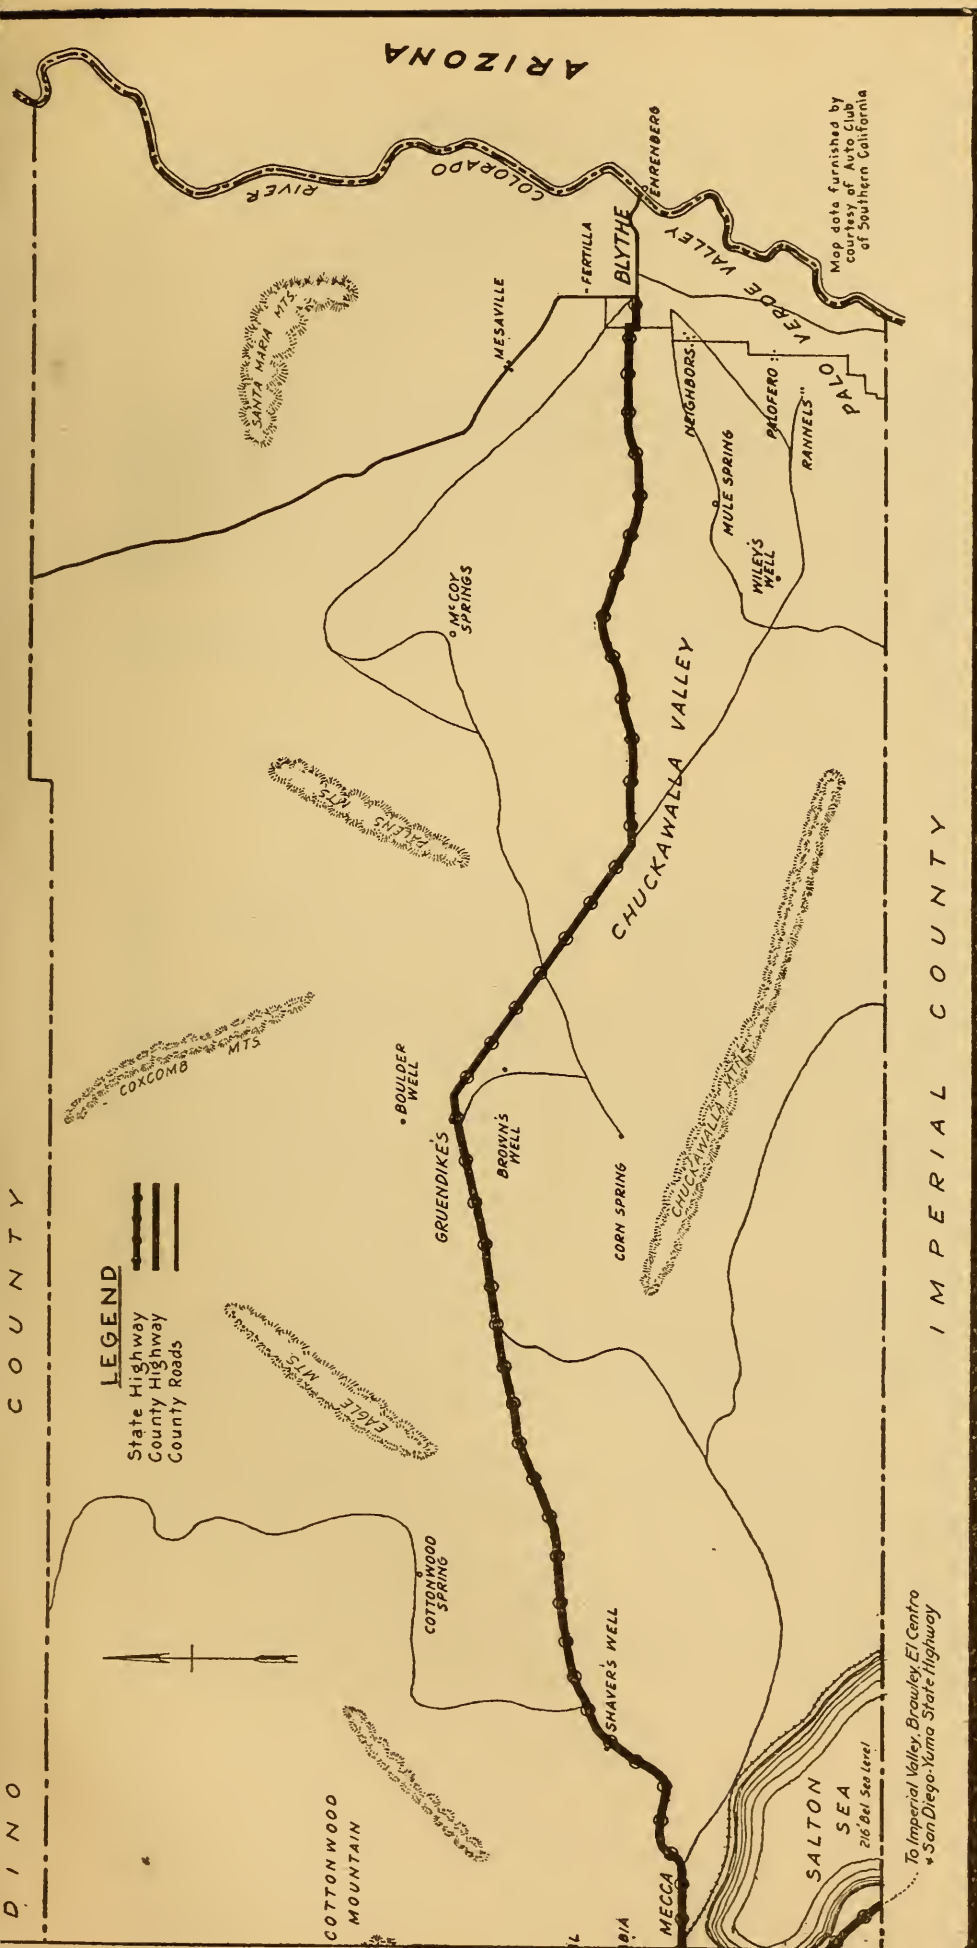 DINO COUNTY
ARIZONA
RIVER
COLORADO
EHRENBERG
BLYTHE
FERTILLA
MESAVILLE
SANTA MARIA MTS.
VALLEY
VERDE
PALO
Map data furnished by
courtesy of Auto Club
of Southern California
NEIGHBORS
PALOFERO
RANNELS
MULE SPRING
WILEY'S
WELL
McCOY
SPRINGS
PALENS MTS.
CHUCKAWALLA VALLEY
COXCOMB MTS.
BOULDER
WELL
GRUENDIKE'S
BROWN'S
WELL
CORN SPRING
CHUCKAWALLA MTNS.
LEGEND
State Highway
County Highway
County Roads
EAGLE MTS.
COTTONWOOD
SPRING
SHAVER'S WELL
COTTONWOOD
MOUNTAIN
MECCA
BIA
L
SALTON
SEA
216' Bel Sea Level
IMPERIAL COUNTY
To Imperial Valley, Brawley, El Centro
& San Diego-Yuma State Highway